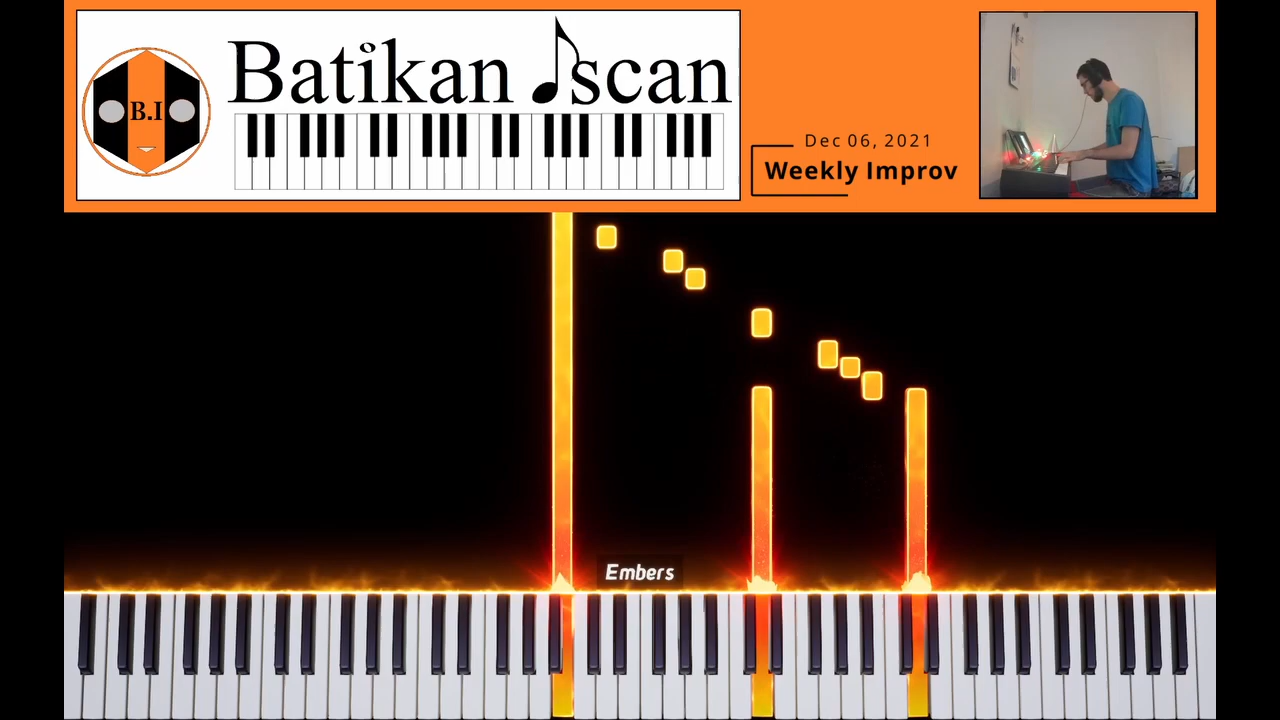 B.I
Batikan
scan
Dec 06, 2021
Weekly Improv
Embers